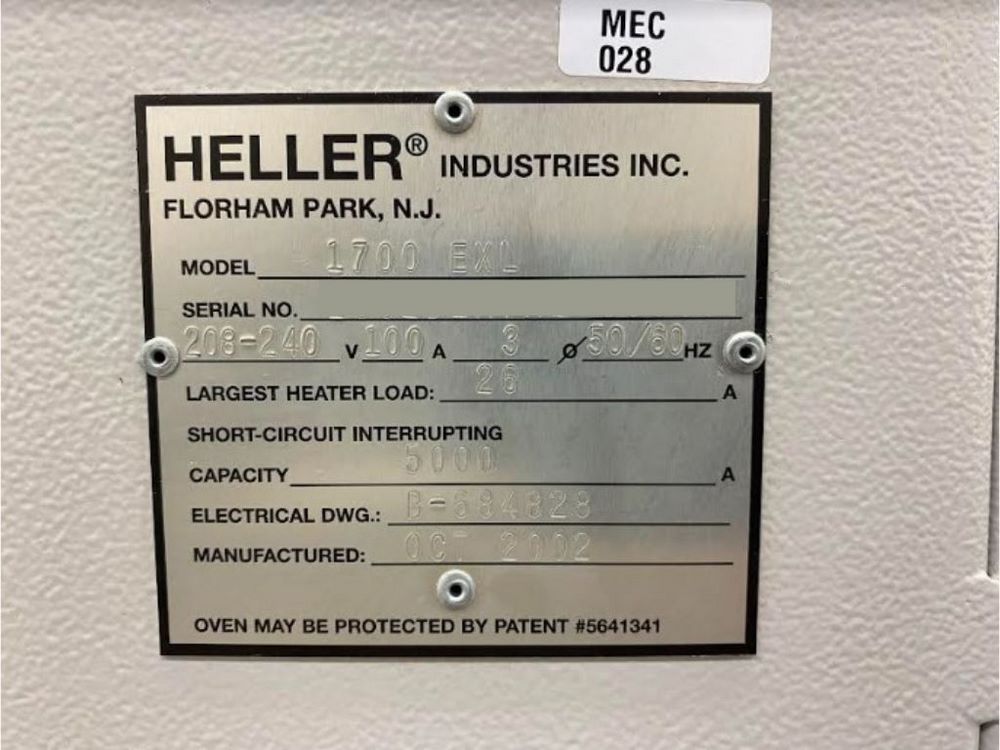 MEC
028
HELLER® INDUSTRIES INC.
FLORHAM PARK, N.J.
MODEL 1700 EXL
SERIAL NO.
208-240 V 100 A 3 Ø 50/60 HZ
LARGEST HEATER LOAD: 26 A
SHORT-CIRCUIT INTERRUPTING
CAPACITY 5000 A
ELECTRICAL DWG.: B-684828
MANUFACTURED: OCT 2002
OVEN MAY BE PROTECTED BY PATENT #5641341